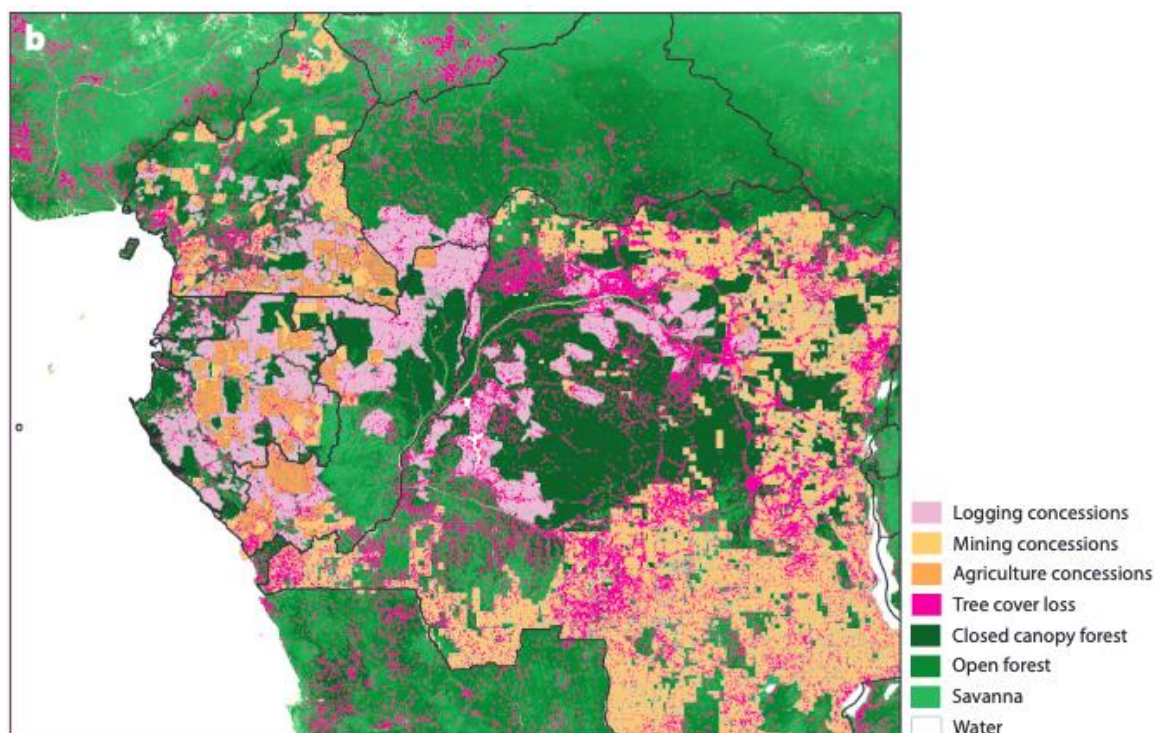 b
Logging concessions
Mining concessions
Agriculture concessions
Tree cover loss
Closed canopy forest
Open forest
Savanna
Water